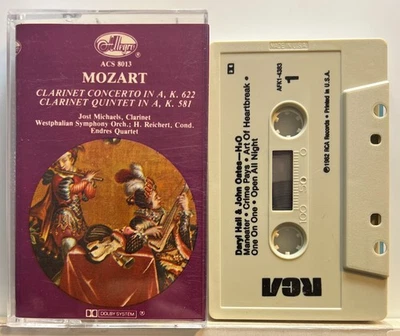 Allegro
ACS 8013
MOZART
CLARINET CONCERTO IN A, K. 622
CLARINET QUINTET IN A, K. 581
Jost Michaels, Clarinet
Westphalian Symphony Orch.; H. Reichert, Cond.
Endres Quartet
DOLBY SYSTEM
AFK1-4383
1
Daryl Hall & John Oates—H₂O
Maneater • Crime Pays • Art Of Heartbreak •
One On One • Open All Night
©1982 RCA Records • Printed in U.S.A.
RCA